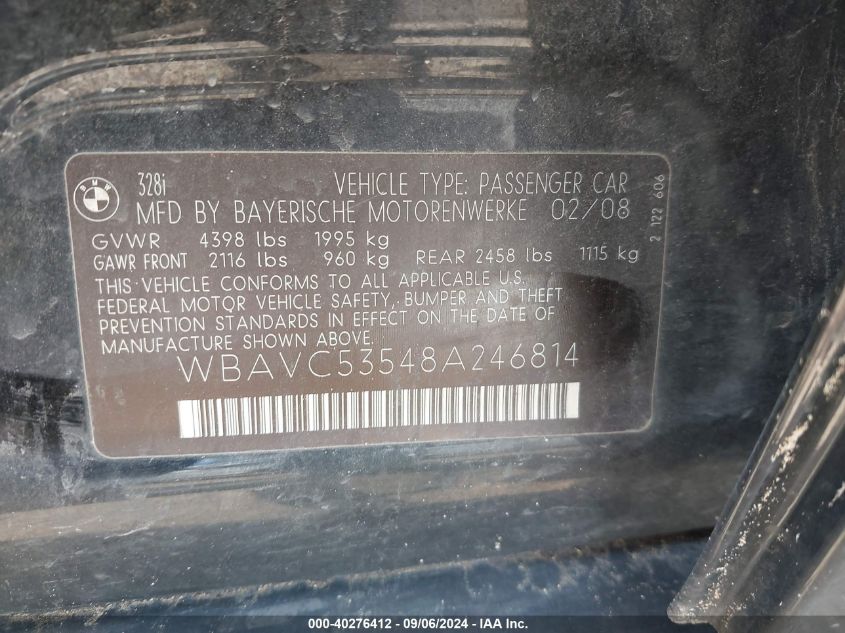 BMW
328i VEHICLE TYPE: PASSENGER CAR
MFD BY BAYERISCHE MOTORENWERKE 02/08
GVWR 4398 lbs 1995 kg
GAWR FRONT 2116 lbs 960 kg REAR 2458 lbs 1115 kg
THIS VEHICLE CONFORMS TO ALL APPLICABLE U.S.
FEDERAL MOTOR VEHICLE SAFETY, BUMPER AND THEFT
PREVENTION STANDARDS IN EFFECT ON THE DATE OF
MANUFACTURE SHOWN ABOVE.
WBAVC53548A246814
2 122 606
000-40276412 - 09/06/2024 - IAA Inc.